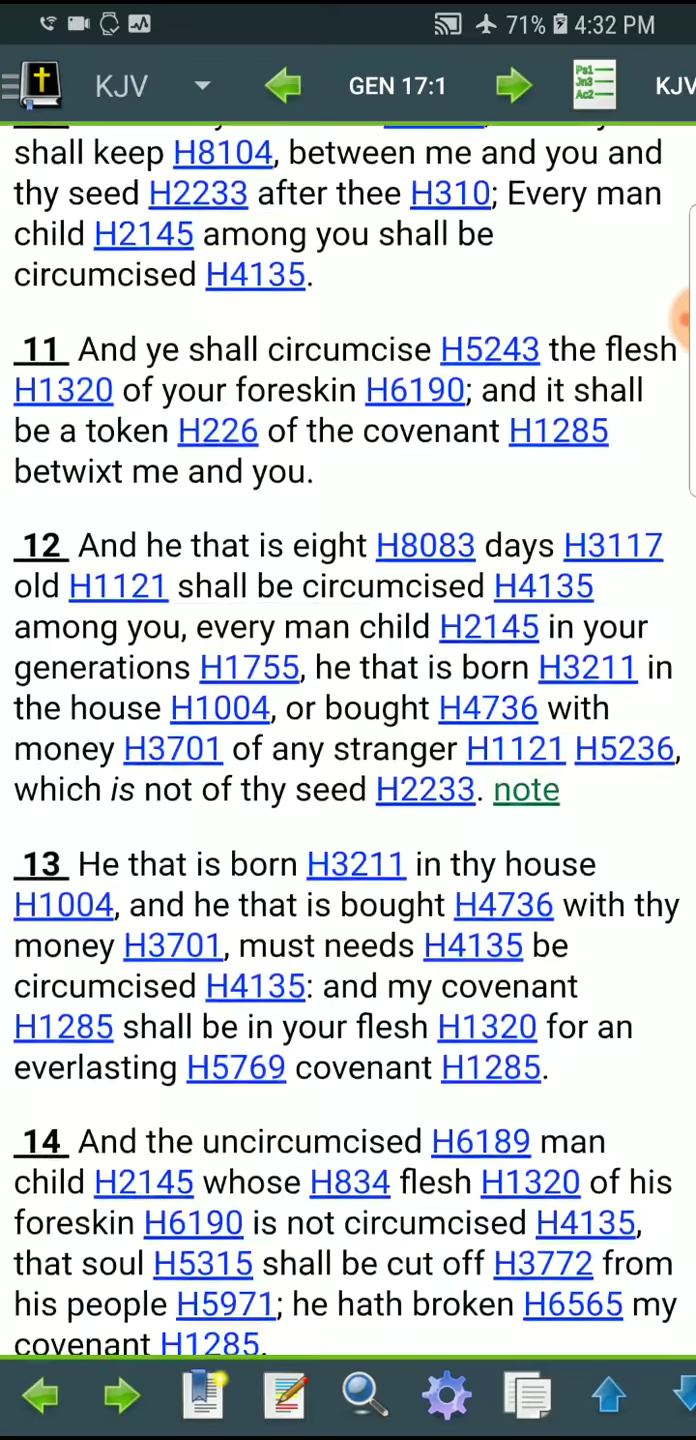 71% 4:32 PM
KJV GEN 17:1 Ps1 Jn3 Ac2 KJV
shall keep H8104, between me and you and
thy seed H2233 after thee H310; Every man
child H2145 among you shall be
circumcised H4135.
11 And ye shall circumcise H5243 the flesh
H1320 of your foreskin H6190; and it shall
be a token H226 of the covenant H1285
betwixt me and you.
12 And he that is eight H8083 days H3117
old H1121 shall be circumcised H4135
among you, every man child H2145 in your
generations H1755, he that is born H3211 in
the house H1004, or bought H4736 with
money H3701 of any stranger H1121 H5236,
which is not of thy seed H2233. note
13 He that is born H3211 in thy house
H1004, and he that is bought H4736 with thy
money H3701, must needs H4135 be
circumcised H4135: and my covenant
H1285 shall be in your flesh H1320 for an
everlasting H5769 covenant H1285.
14 And the uncircumcised H6189 man
child H2145 whose H834 flesh H1320 of his
foreskin H6190 is not circumcised H4135,
that soul H5315 shall be cut off H3772 from
his people H5971; he hath broken H6565 my
covenant H1285.